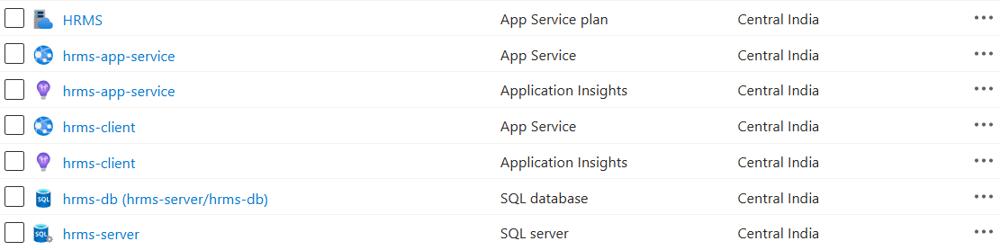 HRMS App Service plan Central India
hrms-app-service App Service Central India
hrms-app-service Application Insights Central India
hrms-client App Service Central India
hrms-client Application Insights Central India
hrms-db (hrms-server/hrms-db) SQL database Central India
hrms-server SQL server Central India